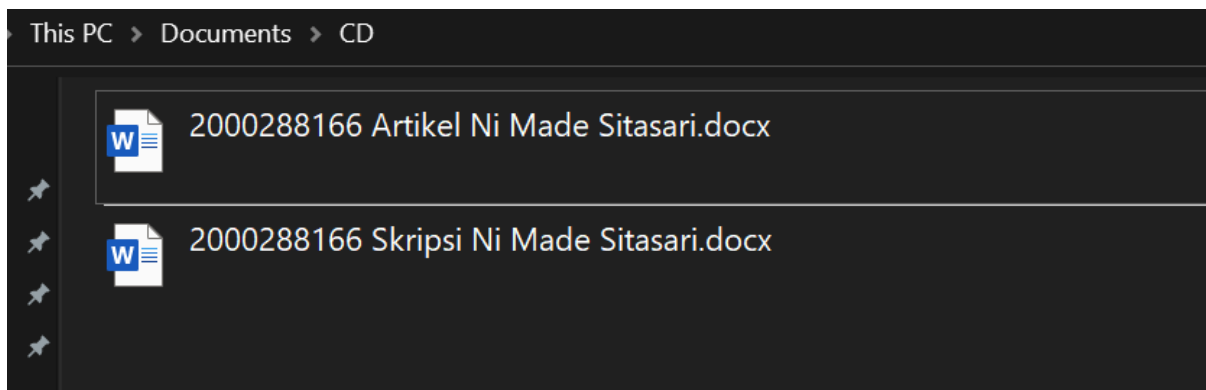 This PC > Documents > CD
2000288166 Artikel Ni Made Sitasari.docx
2000288166 Skripsi Ni Made Sitasari.docx